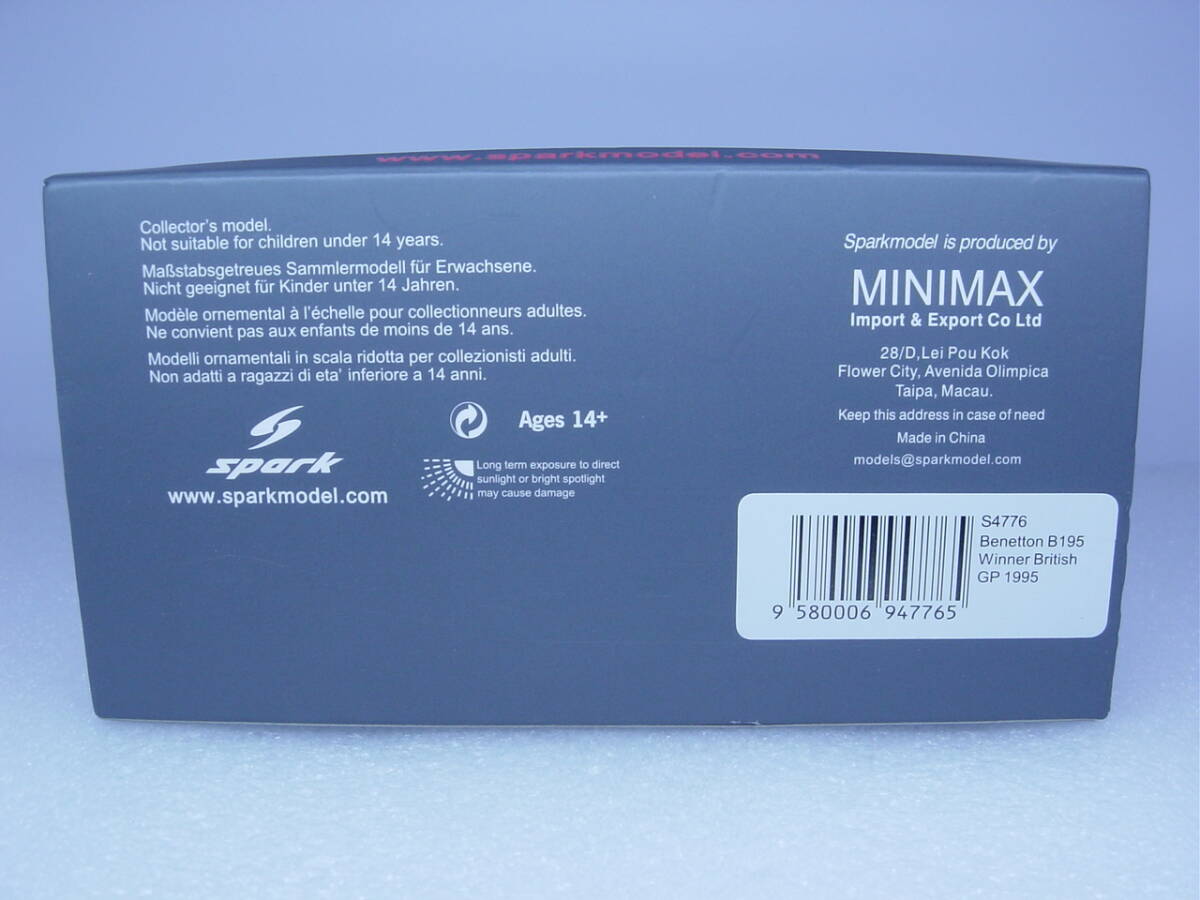 www.sparkmodel.com
Collector's model.
Not suitable for children under 14 years.
Maßstabsgetreues Sammlermodell für Erwachsene.
Nicht geeignet für Kinder unter 14 Jahren.
Modèle ornemental à l'échelle pour collectionneurs adultes.
Ne convient pas aux enfants de moins de 14 ans.
Modelli ornamentali in scala ridotta per collezionisti adulti.
Non adatti a ragazzi di eta' inferiore a 14 anni.
spark
www.sparkmodel.com
Ages 14+
Long term exposure to direct
sunlight or bright spotlight
may cause damage
Sparkmodel is produced by
MINIMAX
Import & Export Co Ltd
28/D,Lei Pou Kok
Flower City, Avenida Olimpica
Taipa, Macau.
Keep this address in case of need
Made in China
models@sparkmodel.com
S4776
Benetton B195
Winner British
GP 1995
9 580006 947765